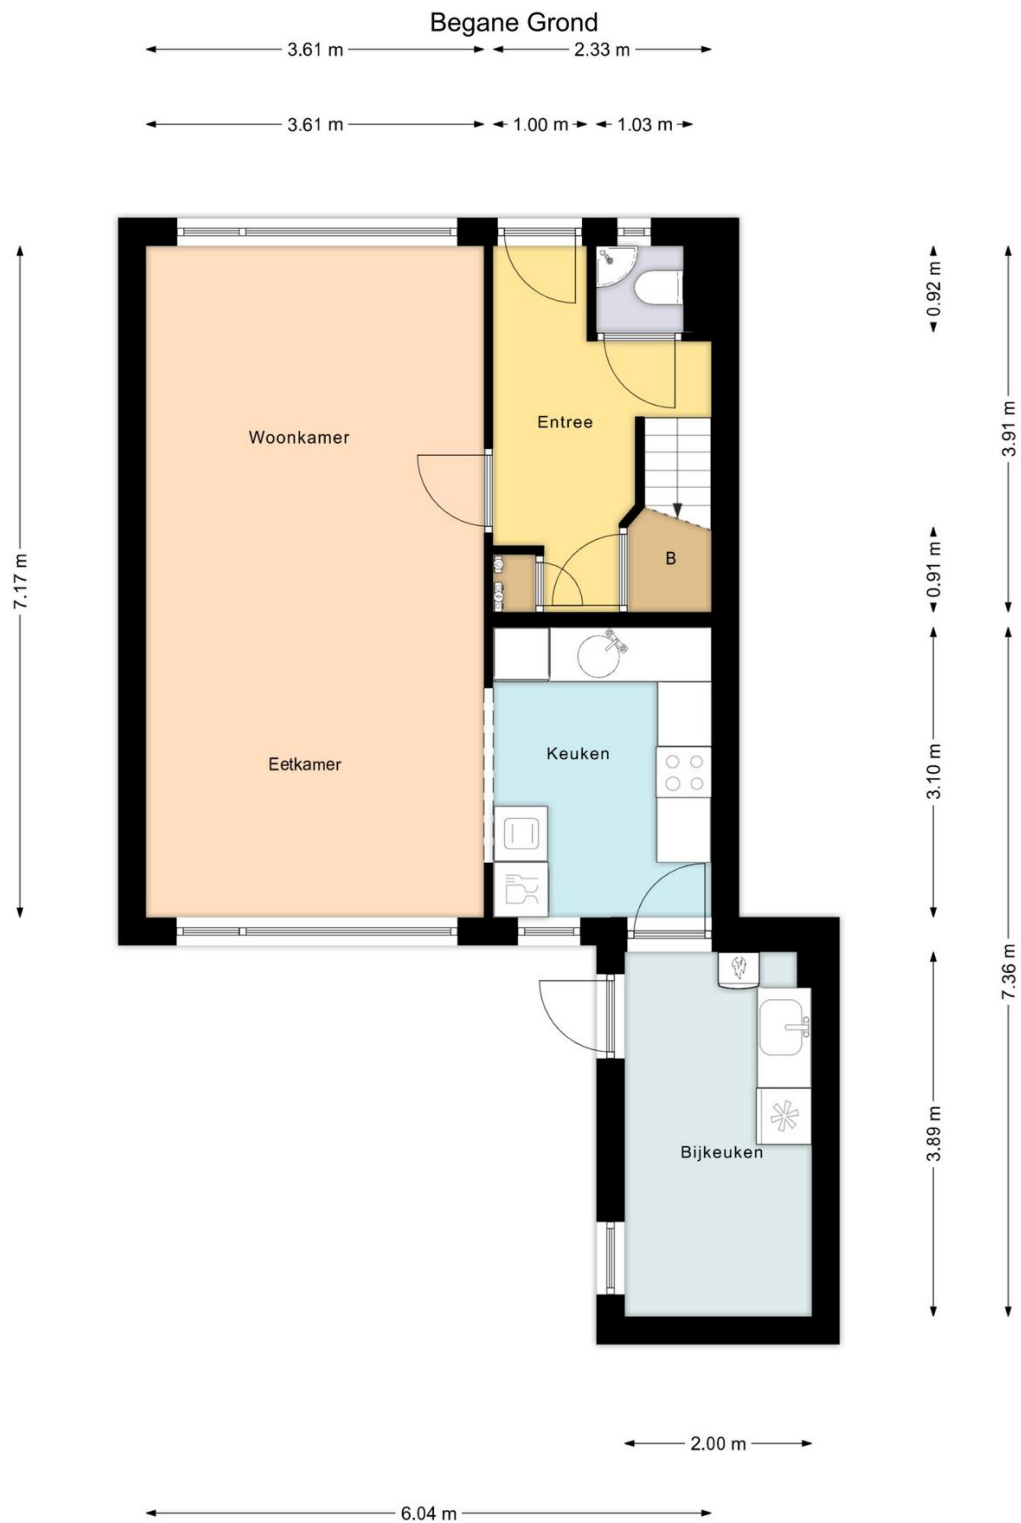 Begane Grond
3.61 m
2.33 m
3.61 m
1.00 m
1.03 m
0.92 m
Woonkamer
Entree
3.91 m
7.17 m
B
0.91 m
Keuken
Eetkamer
3.10 m
7.36 m
3.89 m
Bijkeuken
2.00 m
6.04 m